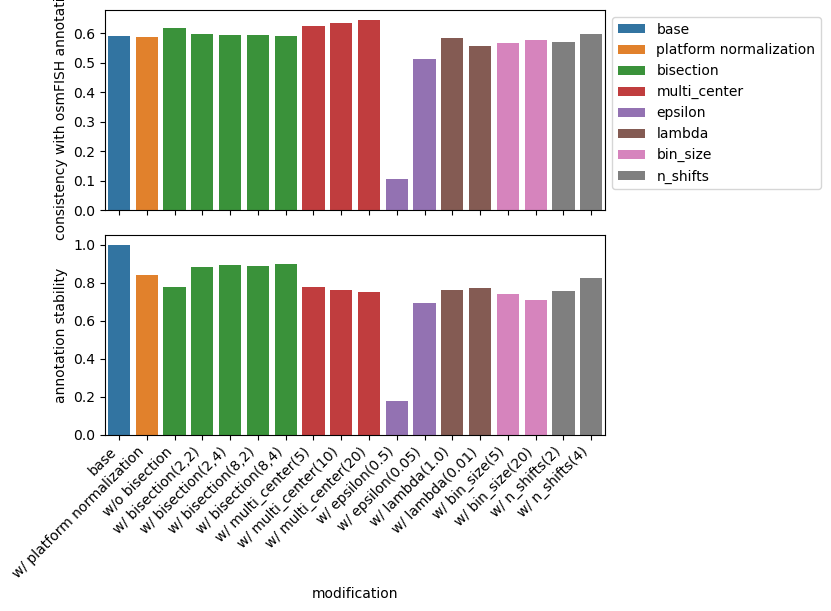 consistency with osmFISH annotation
0.6
0.5
0.4
0.3
0.2
0.1
0.0
base
platform normalization
bisection
multi_center
epsilon
lambda
bin_size
n_shifts
annotation stability
1.0
0.8
0.6
0.4
0.2
0.0
base
w/ platform normalization
w/o bisection
w/ bisection(2,2)
w/ bisection(2,4)
w/ bisection(8,2)
w/ bisection(8,4)
w/ multi_center(5)
w/ multi_center(10)
w/ multi_center(20)
w/ epsilon(0.5)
w/ epsilon(0.05)
w/ lambda(1.0)
w/ lambda(0.01)
w/ bin_size(5)
w/ bin_size(20)
w/ n_shifts(2)
w/ n_shifts(4)
modification